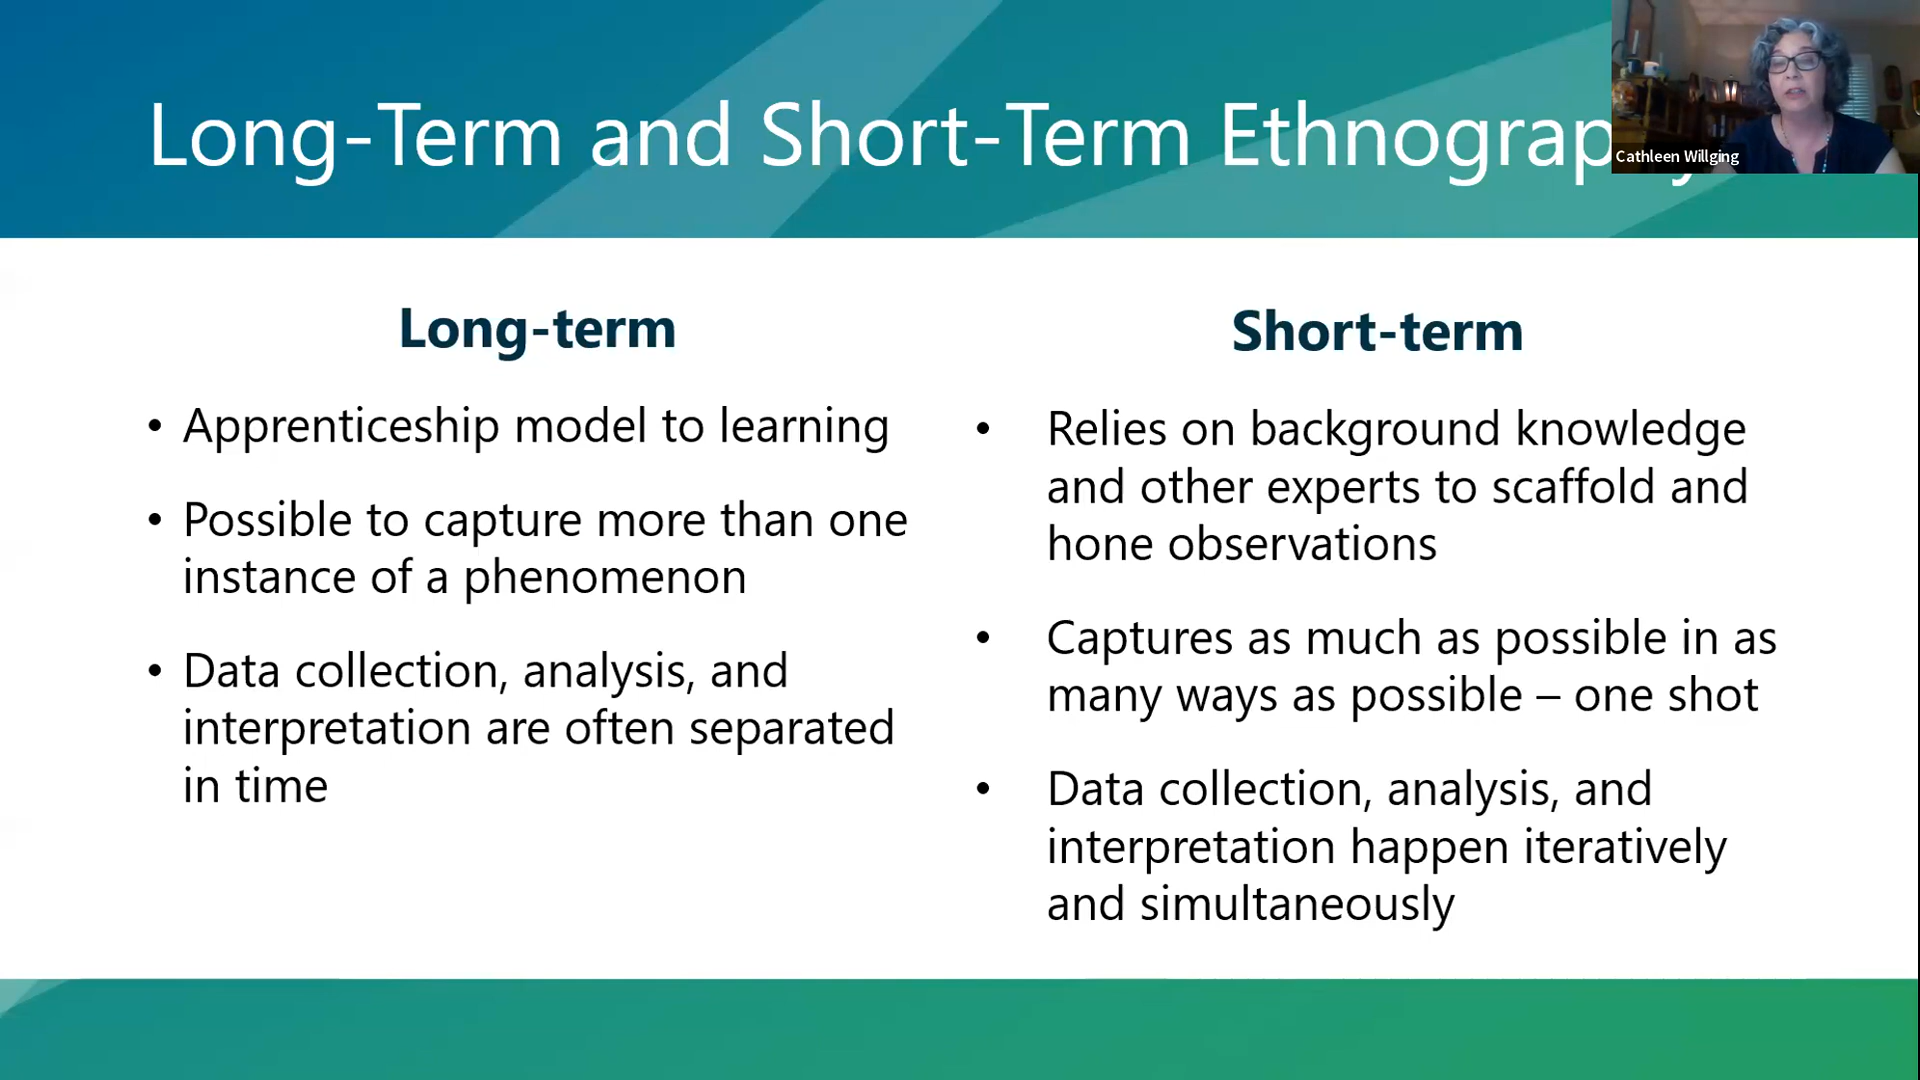 Long-Term and Short-Term Ethnography
Cathleen Willging
Long-term
• Apprenticeship model to learning
• Possible to capture more than one
instance of a phenomenon
• Data collection, analysis, and
interpretation are often separated
in time
Short-term
• Relies on background knowledge
and other experts to scaffold and
hone observations
• Captures as much as possible in as
many ways as possible – one shot
• Data collection, analysis, and
interpretation happen iteratively
and simultaneously